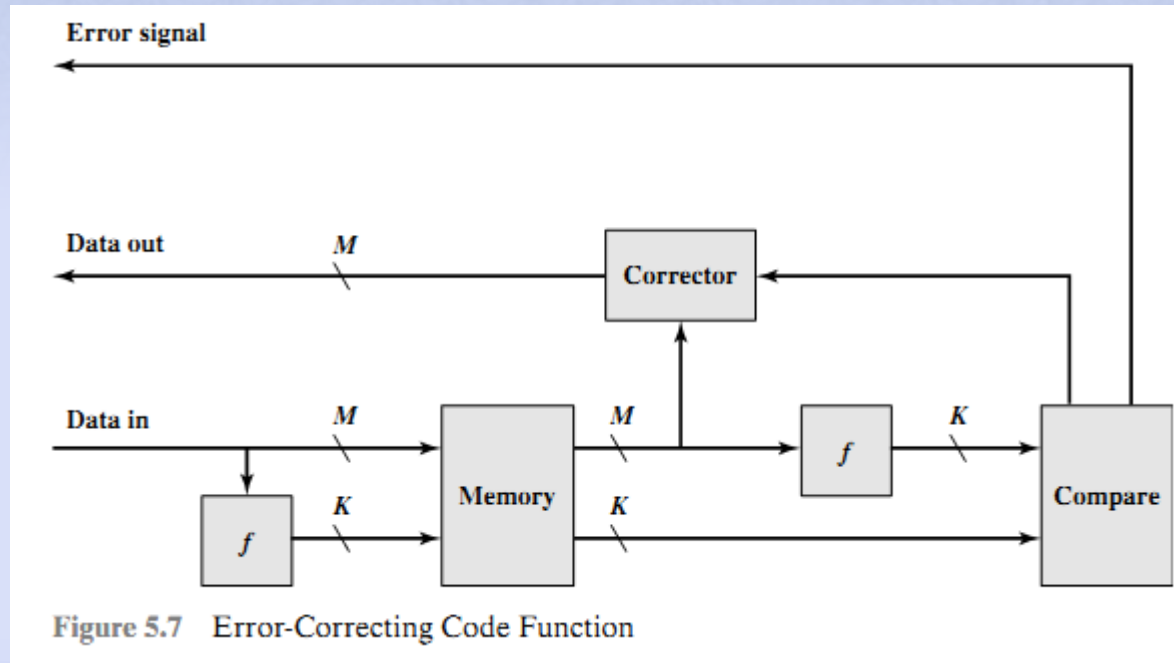 Error signal
Data out
M
Corrector
Data in
M
M
K
f
K
Memory
K
f
Compare
Figure 5.7 Error-Correcting Code Function